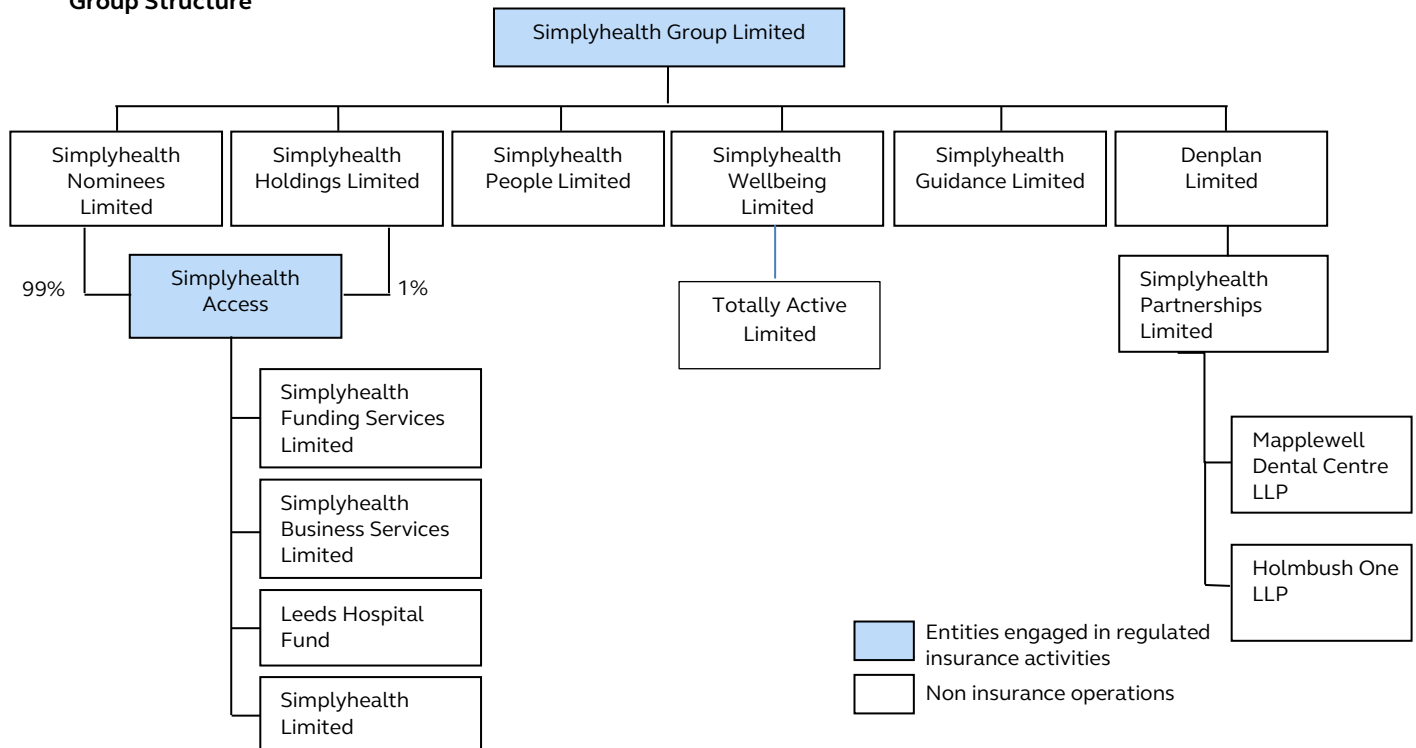 Group Structure
Simplyhealth Group Limited
Simplyhealth
Nominees
Limited
Simplyhealth
Holdings Limited
Simplyhealth
People Limited
Simplyhealth
Wellbeing
Limited
Simplyhealth
Guidance Limited
Denplan
Limited
99%
Simplyhealth
Access
1%
Totally Active
Limited
Simplyhealth
Partnerships
Limited
Simplyhealth
Funding Services
Limited
Simplyhealth
Business Services
Limited
Leeds Hospital
Fund
Simplyhealth
Limited
Mapplewell
Dental Centre
LLP
Holmbush One
LLP
Entities engaged in regulated
insurance activities
Non insurance operations